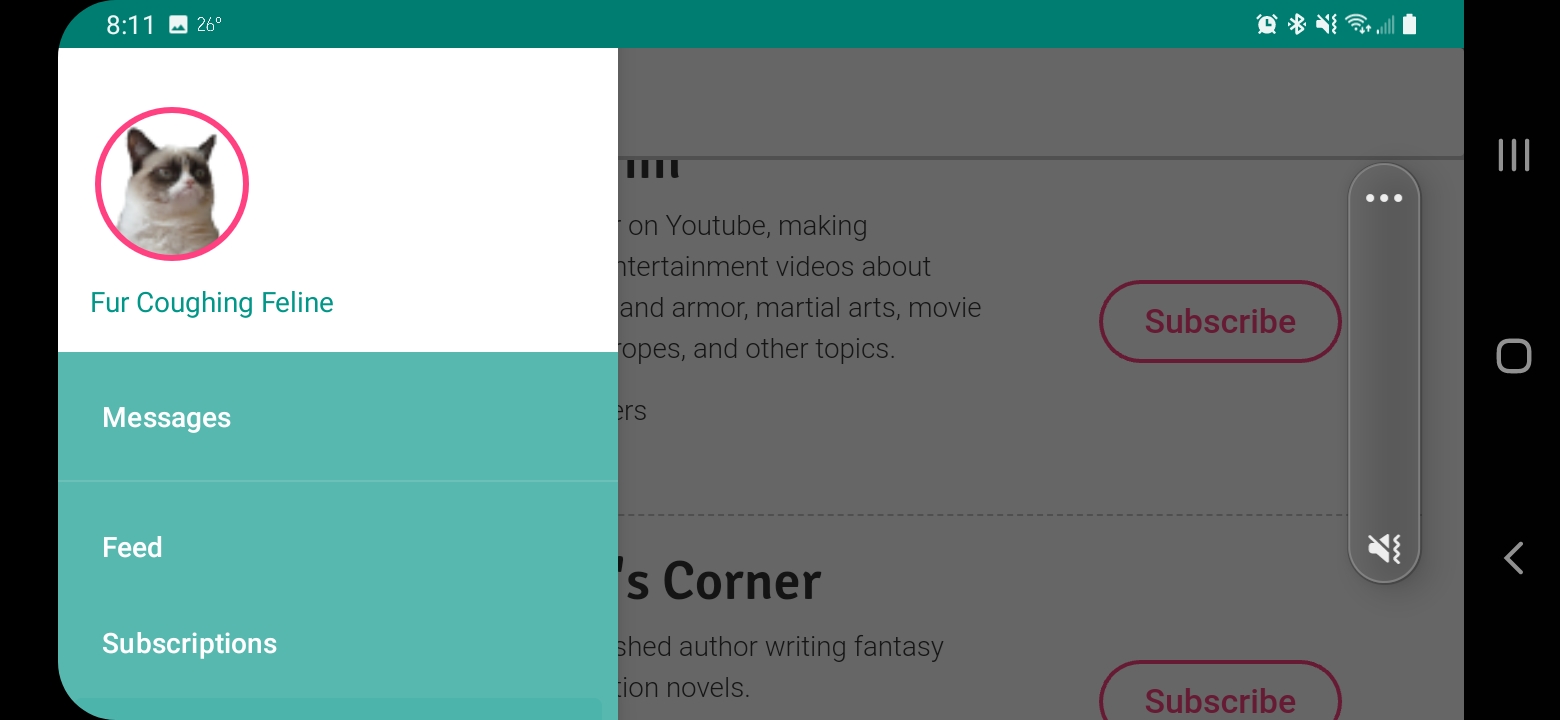 8:11 26°
Fur Coughing Feline
Messages
Feed
Subscriptions
on Youtube, making
ntertainment videos about
and armor, martial arts, movie
ropes, and other topics.
ers
Subscribe
's Corner
shed author writing fantasy
tion novels.
Subscribe